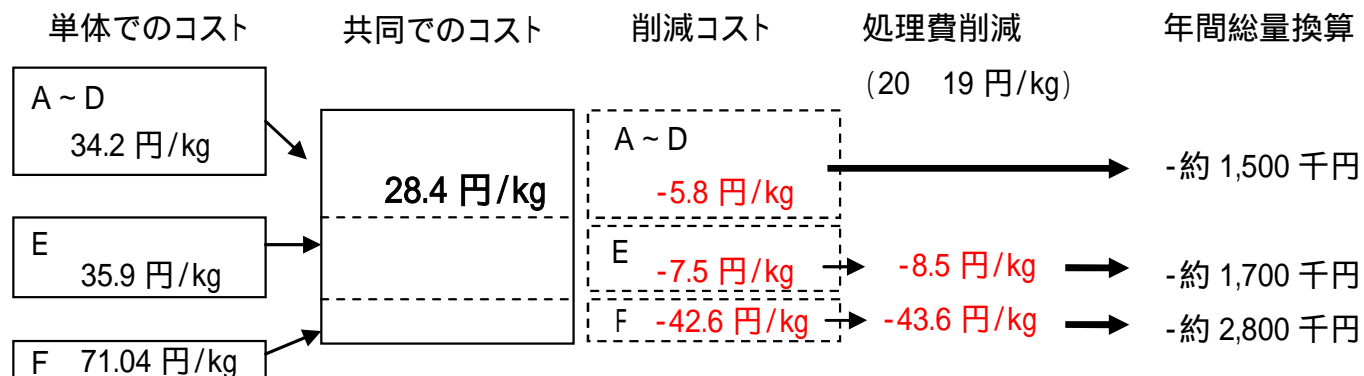 単体でのコスト 共同でのコスト 削減コスト 処理費削減 年間総量換算
(20 19 円/kg)
A ~ D
34.2 円/kg
E
35.9 円/kg
F 71.04 円/kg
28.4 円/kg
A ~ D
-5.8 円/kg
E
-7.5 円/kg
F -42.6 円/kg
-8.5 円/kg
-43.6 円/kg
-約 1,500 千円
-約 1,700 千円
-約 2,800 千円